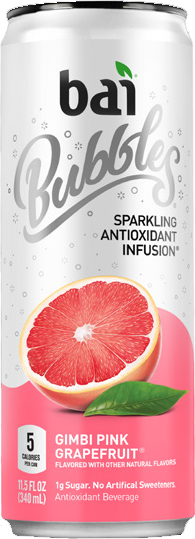 bai
Bubbles
SPARKLING
ANTIOXIDANT
INFUSION®
5
CALORIES
PER CAN
GIMBI PINK
GRAPEFRUIT®
FLAVORED WITH OTHER NATURAL FLAVORS
11.5 FL OZ
(340 mL)
1g Sugar. No Artificial Sweeteners.
Antioxidant Beverage